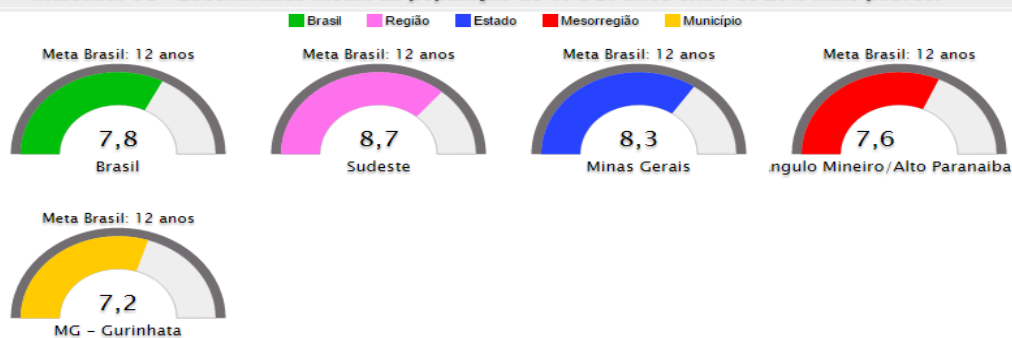 Brasil Região Estado Mesorregião Município
Meta Brasil: 12 anos
7,8
Brasil
Meta Brasil: 12 anos
8,7
Sudeste
Meta Brasil: 12 anos
8,3
Minas Gerais
Meta Brasil: 12 anos
7,6
ngulo Mineiro/Alto Paranaiba
Meta Brasil: 12 anos
7,2
MG - Gurinhata